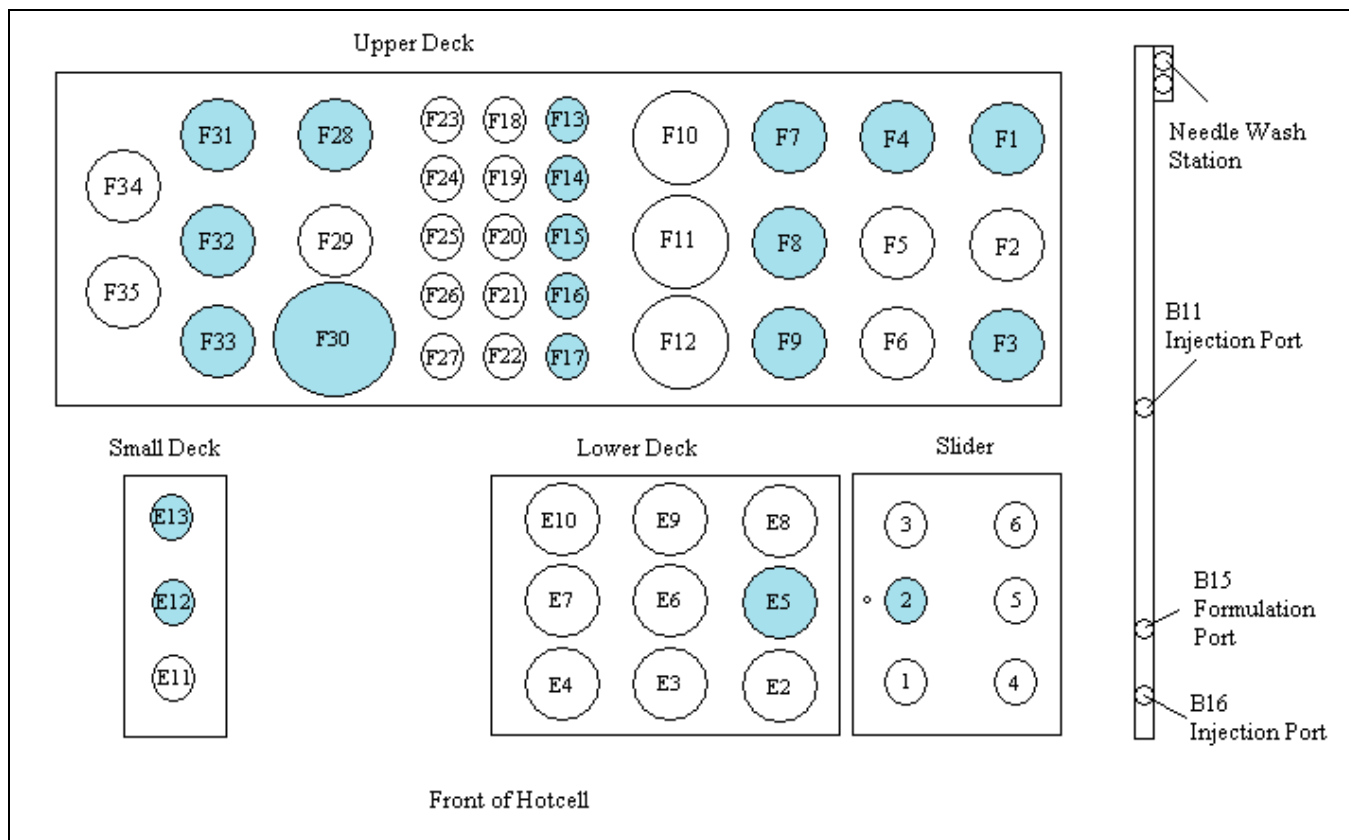 Upper Deck
F31 F28 F23 F18 F13 F10 F7 F4 F1
F34 F24 F19 F14
F32 F29 F25 F20 F15 F11 F8 F5 F2
F35 F26 F21 F16
F33 F30 F27 F22 F17 F12 F9 F6 F3
Needle Wash
Station
B11
Injection Port
B15
Formulation
Port
B16
Injection Port
Small Deck
E13
E12
E11
Lower Deck
E10 E9 E8
E7 E6 E5
E4 E3 E2
Slider
3 6
2 5
1 4
Front of Hotcell